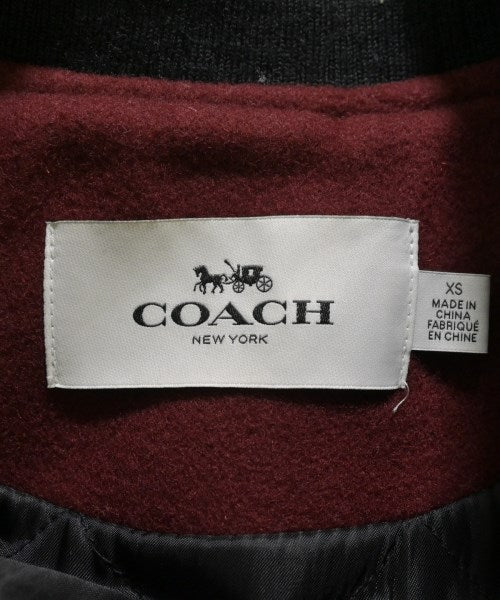 COACH
NEW YORK
XS
MADE IN
CHINA
FABRIQUÉ
EN CHINE